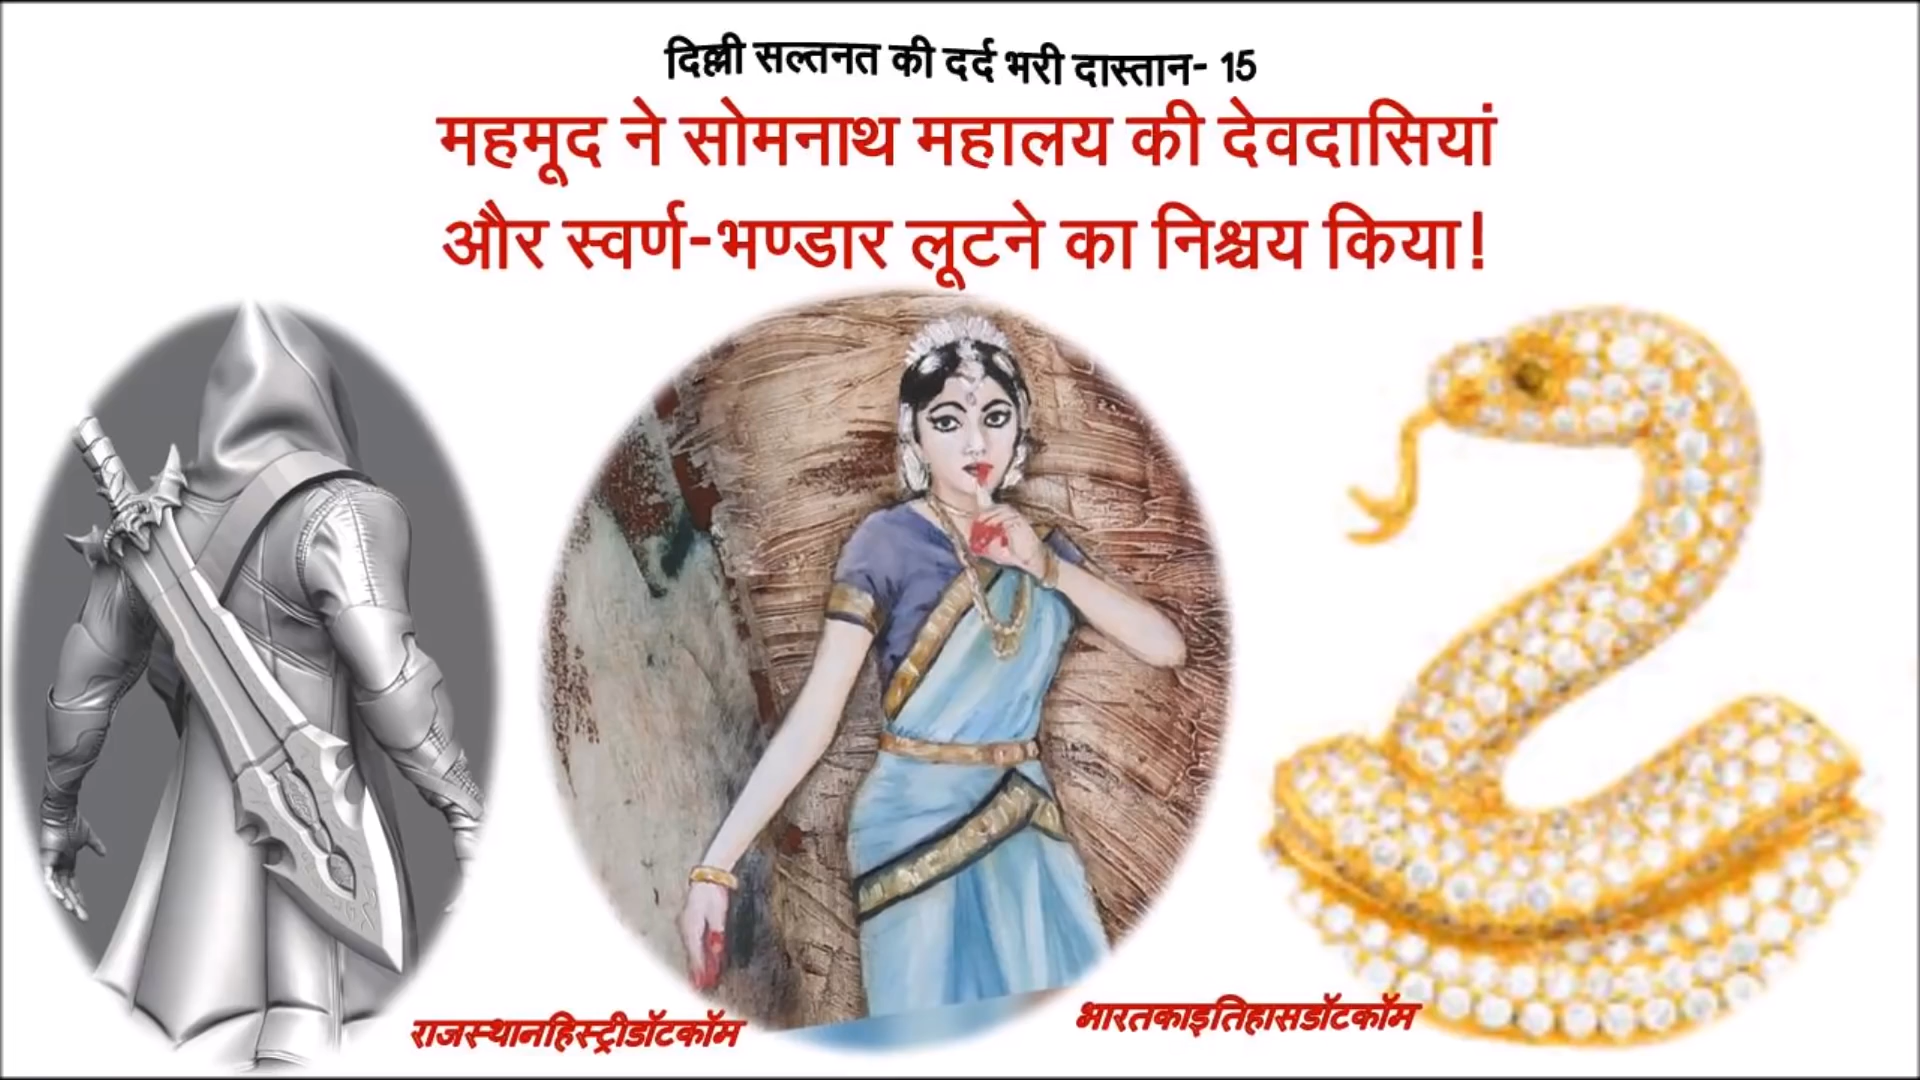 दिल्ली सल्तनत की दर्द भरी दास्तान- 15
महमूद ने सोमनाथ महालय की देवदासियां
और स्वर्ण-भण्डार लूटने का निश्चय किया!
राजस्थानहिस्ट्रीडॉटकॉम
भारतकाइतिहासडॉटकॉम